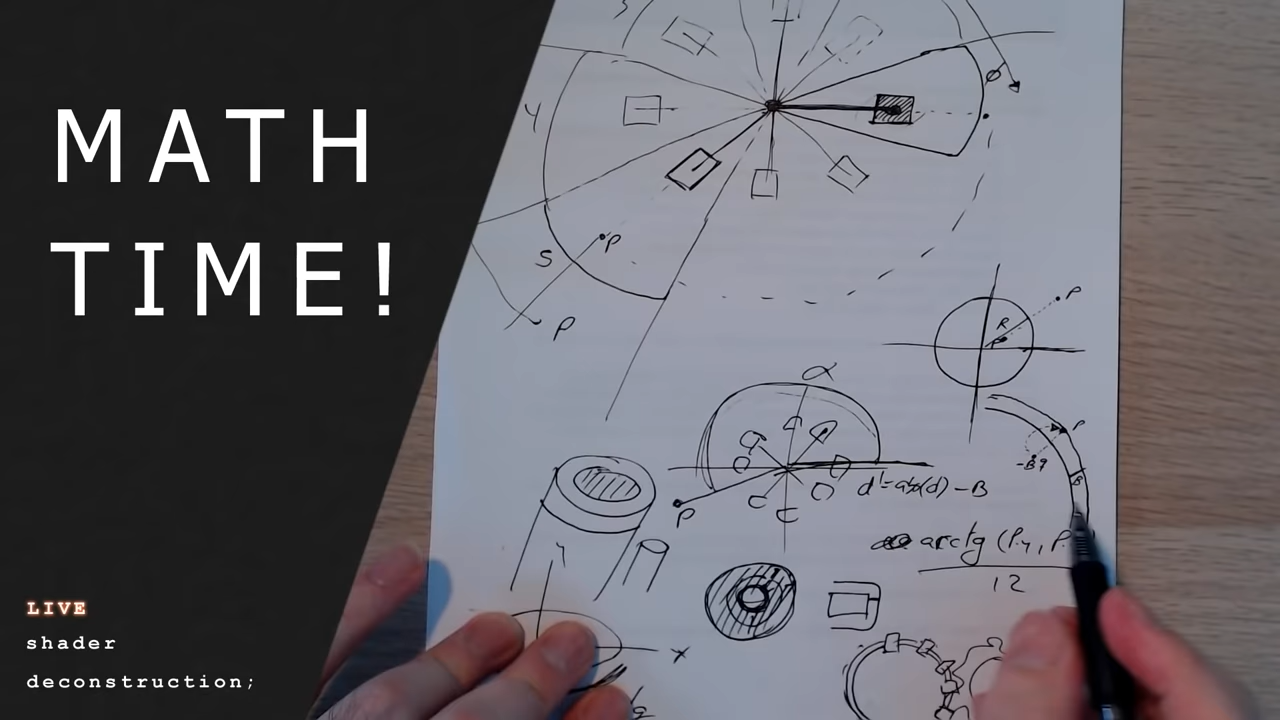 MATH
TIME!
LIVE
shader
deconstruction;
Y
ϕ
S
P
P
P
R
α
P
P
d'=abs(d)-B
arctg (P.y, P.
12
Y
x